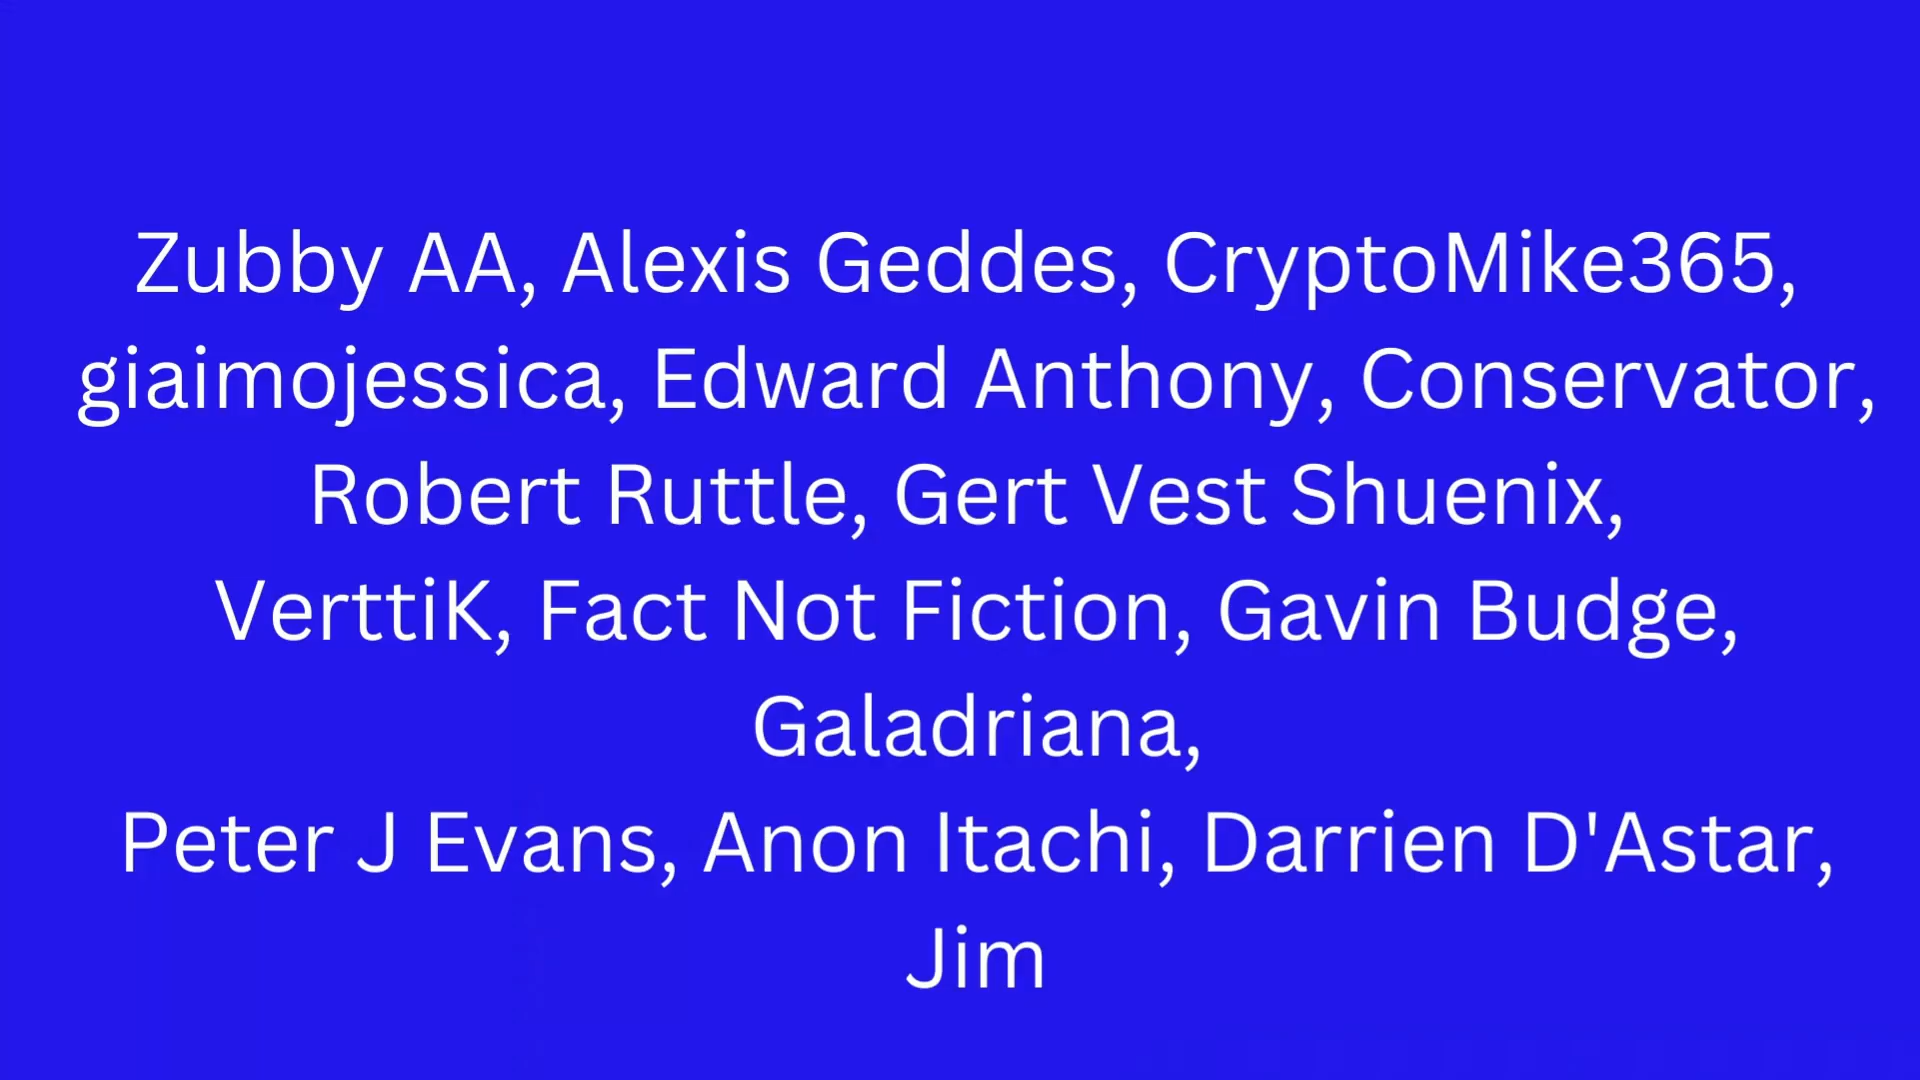 Zubby AA, Alexis Geddes, CryptoMike365,
giaimojessica, Edward Anthony, Conservator,
Robert Ruttle, Gert Vest Shuenix,
VerttiK, Fact Not Fiction, Gavin Budge,
Galadriana,
Peter J Evans, Anon Itachi, Darrien D'Astar,
Jim